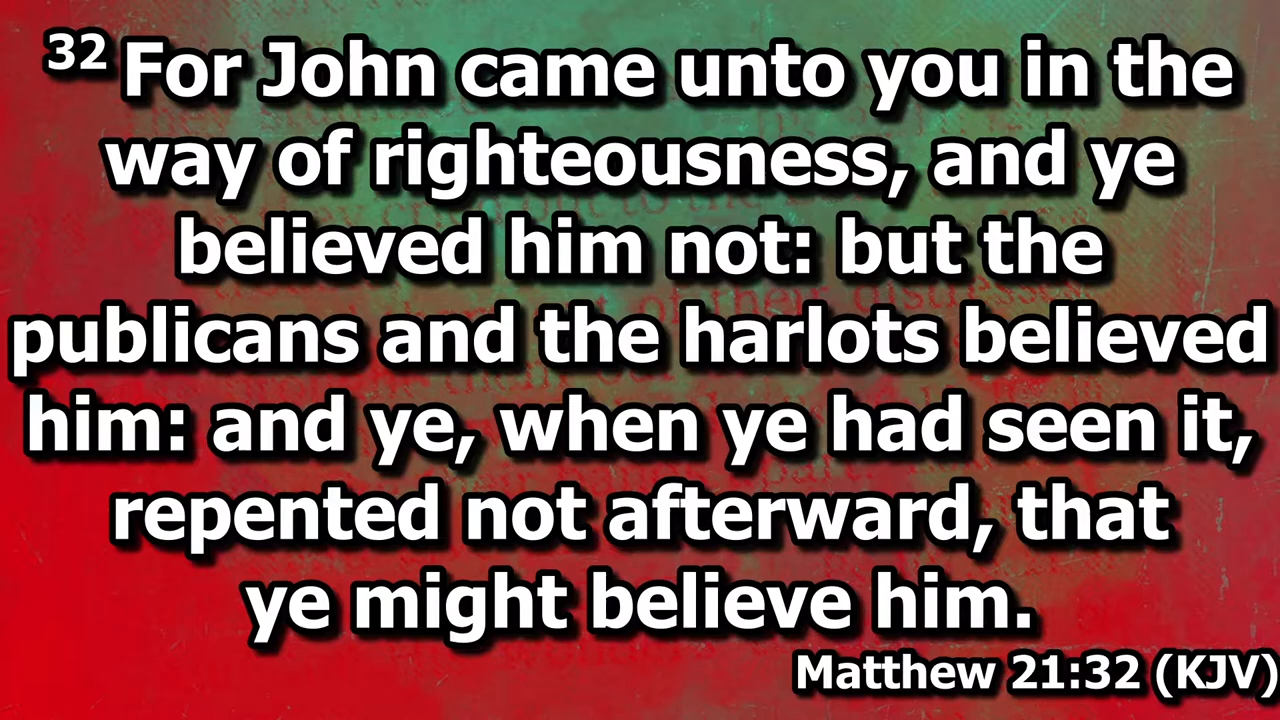 32 For John came unto you in the
way of righteousness, and ye
believed him not: but the
publicans and the harlots believed
him: and ye, when ye had seen it,
repented not afterward, that
ye might believe him.
Matthew 21:32 (KJV)